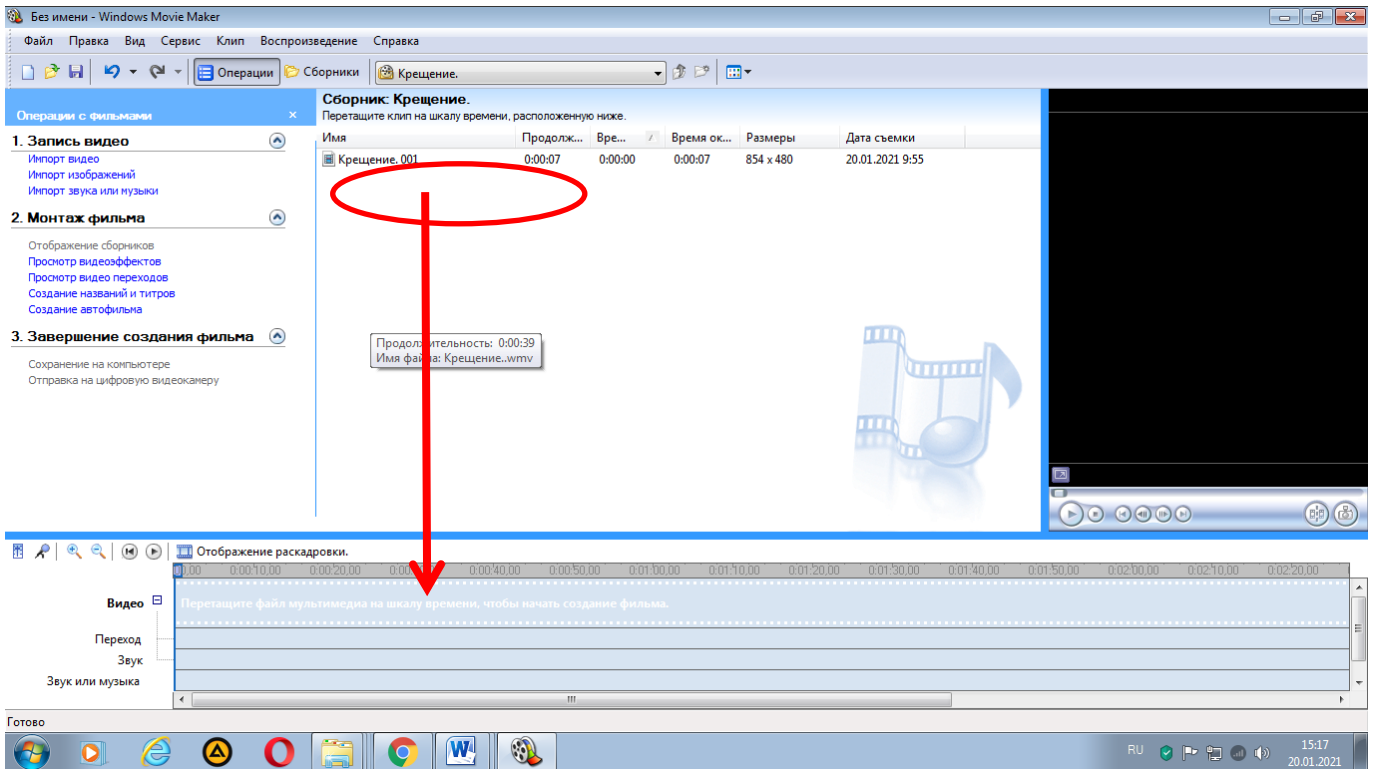 Без имени - Windows Movie Maker
Файл Правка Вид Сервис Клип Воспроизведение Справка
Операции Сборники Крещение.
Операции с фильмами
1. Запись видео
Импорт видео
Импорт изображений
Импорт звука или музыки
2. Монтаж фильма
Отображение сборников
Просмотр видеоэффектов
Просмотр видео переходов
Создание названий и титров
Создание автофильма
3. Завершение создания фильма
Сохранение на компьютере
Отправка на цифровую видеокамеру
Сборник: Крещение.
Перетащите клип на шкалу времени, расположенную ниже.
Имя Продолж... Вре... Время ок... Размеры Дата съемки
Крещение. 001 0:00:07 0:00:00 0:00:07 854 x 480 20.01.2021 9:55
Продолжительность: 0:00:39
Имя файла: Крещение..wmv
Отображение раскадровки.
0:00:10,00 0:00:20,00 0:00:40,00 0:00:50,00 0:01:00,00 0:01:10,00 0:01:20,00 0:01:30,00 0:01:40,00 0:01:50,00 0:02:00,00 0:02:10,00 0:02:20,00
Видео Перетащите файл мультимедиа на шкалу времени, чтобы начать создание фильма.
Переход
Звук
Звук или музыка
Готово
RU 15:17
20.01.2021